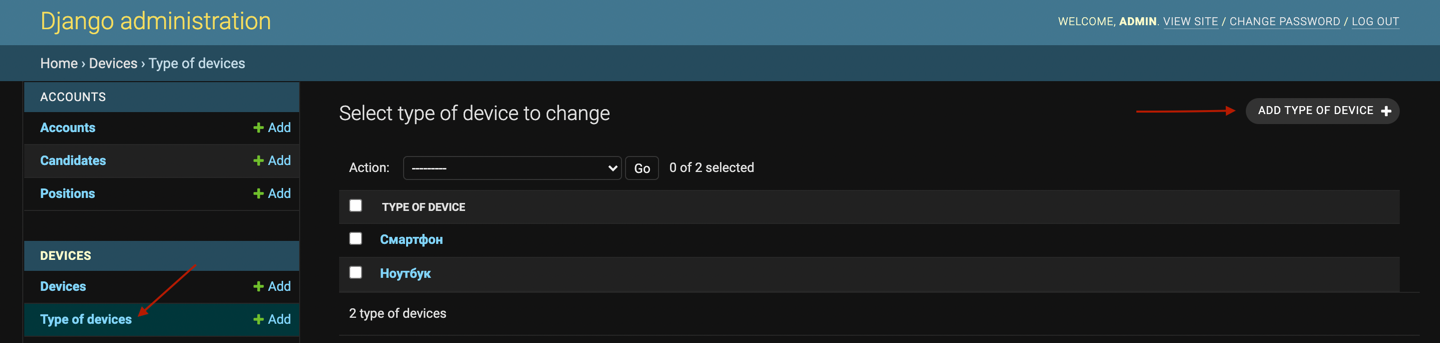 Django administration
WELCOME, ADMIN. VIEW SITE / CHANGE PASSWORD / LOG OUT
Home › Devices › Type of devices
ACCOUNTS
Accounts + Add
Candidates + Add
Positions + Add
DEVICES
Devices + Add
Type of devices + Add
Select type of device to change
ADD TYPE OF DEVICE +
Action: --------- Go 0 of 2 selected
TYPE OF DEVICE
Смартфон
Ноутбук
2 type of devices